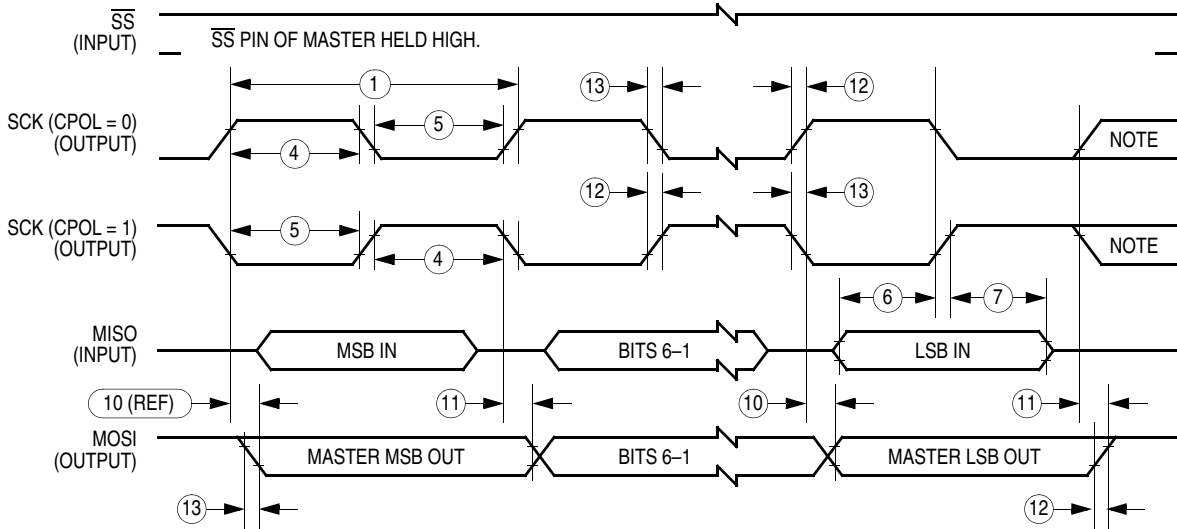 SS
(INPUT)
SS PIN OF MASTER HELD HIGH.
1
13
12
SCK (CPOL = 0)
(OUTPUT)
5
4
NOTE
12
13
SCK (CPOL = 1)
(OUTPUT)
5
4
NOTE
6
7
MISO
(INPUT)
MSB IN
BITS 6–1
LSB IN
10 (REF)
11
10
11
MOSI
(OUTPUT)
MASTER MSB OUT
BITS 6–1
MASTER LSB OUT
13
12